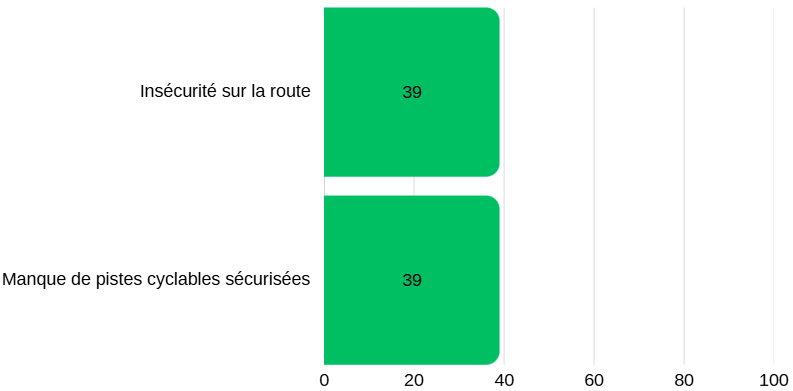 Insécurité sur la route
39
Manque de pistes cyclables sécurisées
39
0 20 40 60 80 100